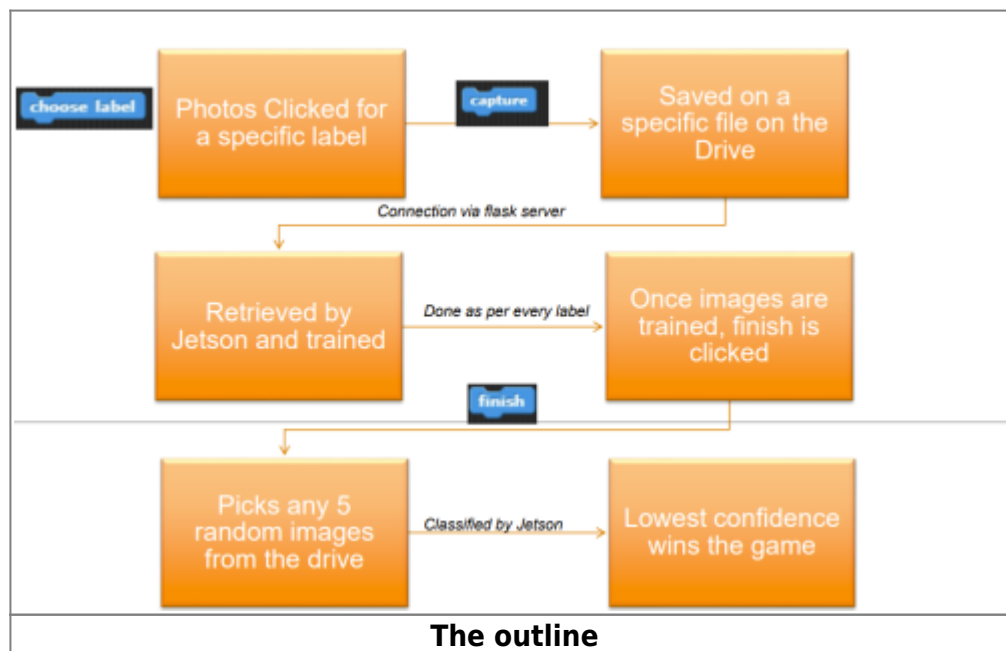 choose label
Photos Clicked for
a specific label
capture
Saved on a
specific file on the
Drive
Connection via flask server
Retrieved by
Jetson and trained
Done as per every label
Once images are
trained, finish is
clicked
finish
Picks any 5
random images
from the drive
Classified by Jetson
Lowest confidence
wins the game
The outline